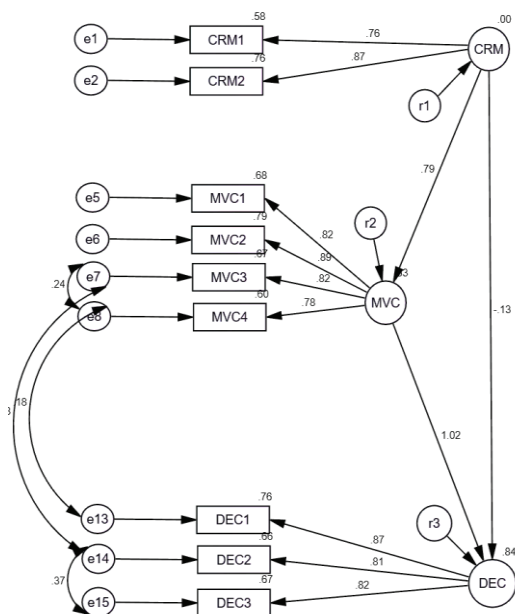 .58
.00
e1
CRM1
.76
CRM
.76
e2
CRM2
.87
r1
.79
.68
e5
MVC1
.79
r2
e6
MVC2
.82
.67
.89
e7
MVC3
.82
.24
.60
MVC
e8
MVC4
.78
-.13
.18
1.02
.76
e13
DEC1
r3
.66
.87
.84
e14
DEC2
.81
.67
DEC
.37
e15
DEC3
.82